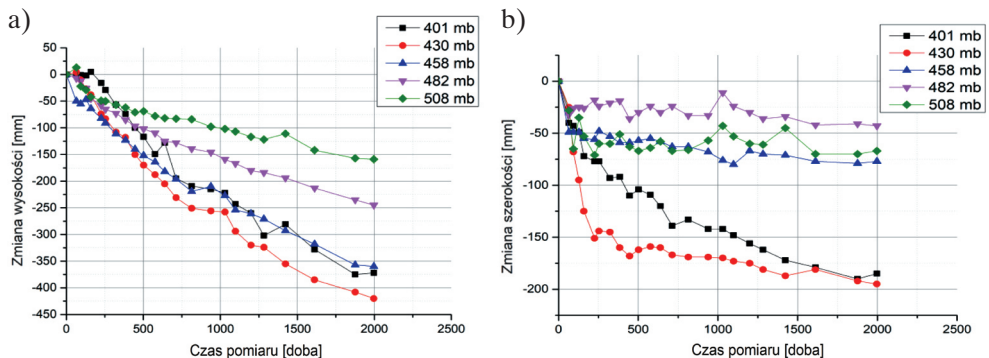 a)
50
0
-50
-100
-150
-200
-250
-300
-350
-400
-450
Zmiana wysokości [mm]
0
500
1000
1500
2000
2500
Czas pomiaru [doba]
401 mb
430 mb
458 mb
482 mb
508 mb
b)
0
-50
-100
-150
-200
Zmiana szerokości [mm]
0
500
1000
1500
2000
2500
Czas pomiaru [doba]
401 mb
430 mb
458 mb
482 mb
508 mb